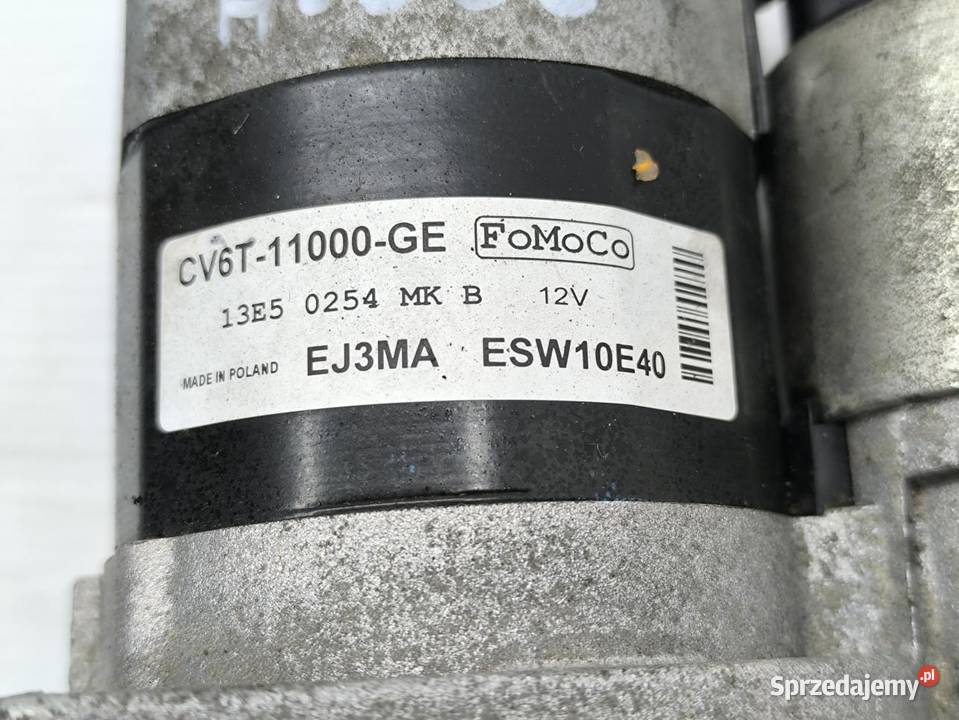 CV6T-11000-GE FoMoCo
13E5 0254 MK B 12V
MADE IN POLAND EJ3MA ESW10E40
Sprzedajemy.pl